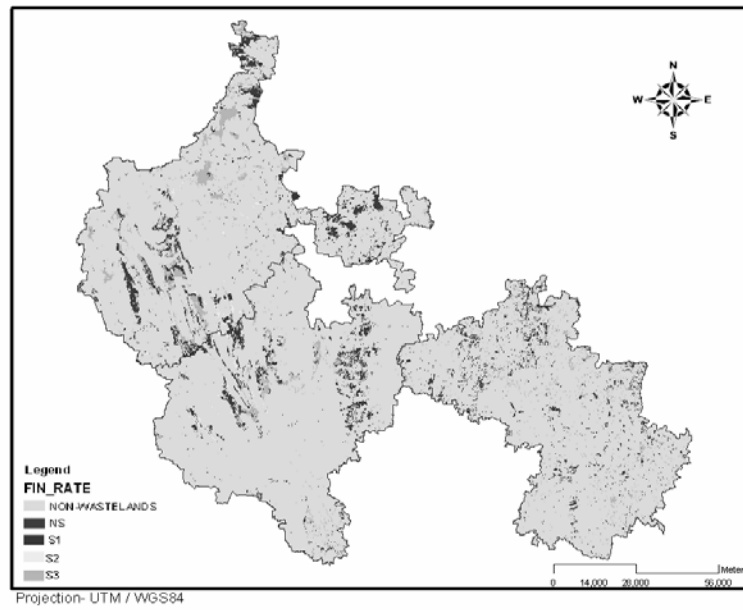 N
W E
S
Legend
FIN_RATE
NON-WASTELANDS
NS
S1
S2
S3
Meters
0 14,000 28,000 56,000
Projection- UTM / WGS84